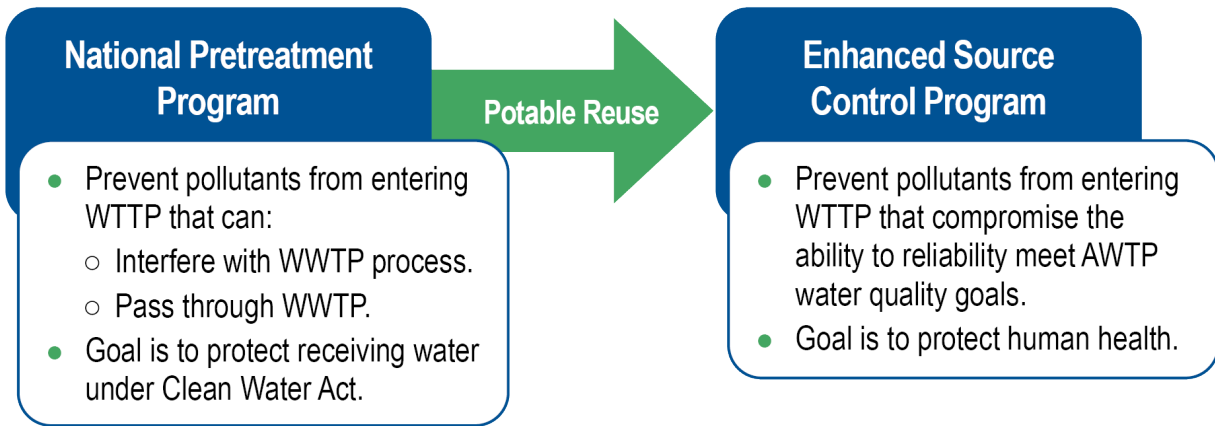 National Pretreatment
Program
● Prevent pollutants from entering
WTTP that can:
○ Interfere with WWTP process.
○ Pass through WWTP.
● Goal is to protect receiving water
under Clean Water Act.
Potable Reuse
Enhanced Source
Control Program
● Prevent pollutants from entering
WTTP that compromise the
ability to reliability meet AWTP
water quality goals.
● Goal is to protect human health.